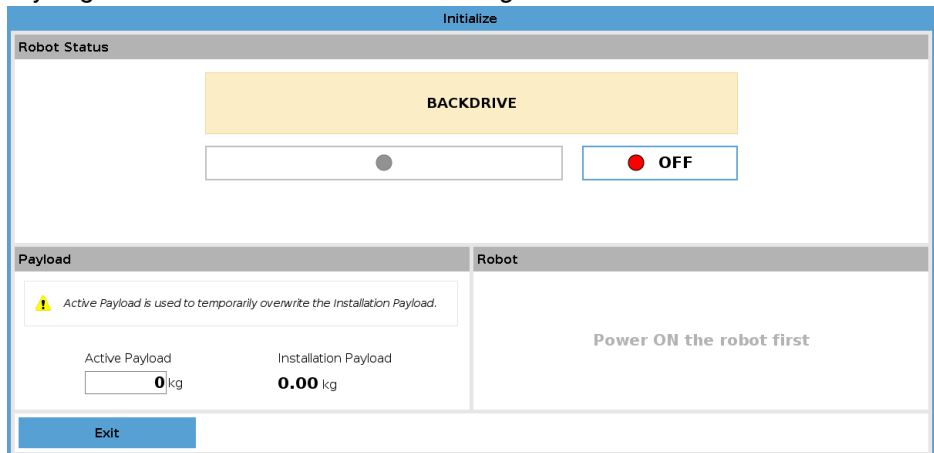 Initialize
Robot Status
BACKDRIVE
OFF
Payload
Active Payload is used to temporarily overwrite the Installation Payload.
Active Payload
0 kg
Installation Payload
0.00 kg
Robot
Power ON the robot first
Exit